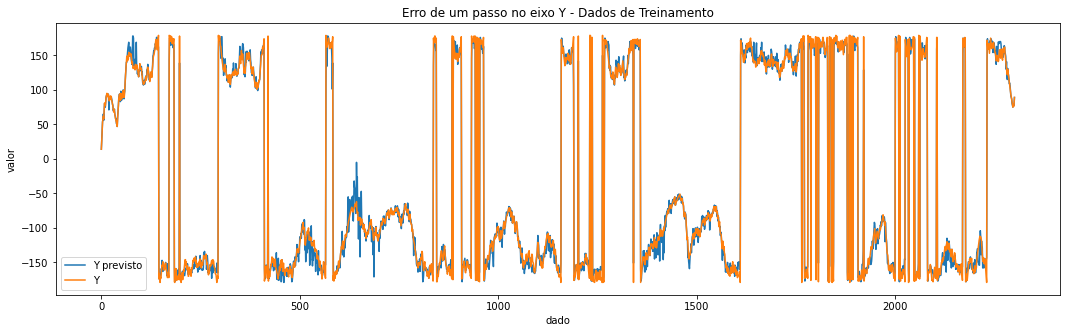 Erro de um passo no eixo Y - Dados de Treinamento
valor
150
100
50
0
−50
−100
−150
Y previsto
Y
0
500
1000
1500
2000
dado